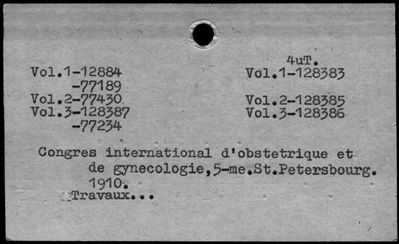 4uT.
Vol.1-12884 Vol.1-128383
-77189
Vol.2-77430 Vol.2-128385
Vol.3-128387 Vol.3-128386
-77234
Congres international d'obstetrique et
de gynecologie,5-me.St.Petersbourg.
1910.
Travaux...